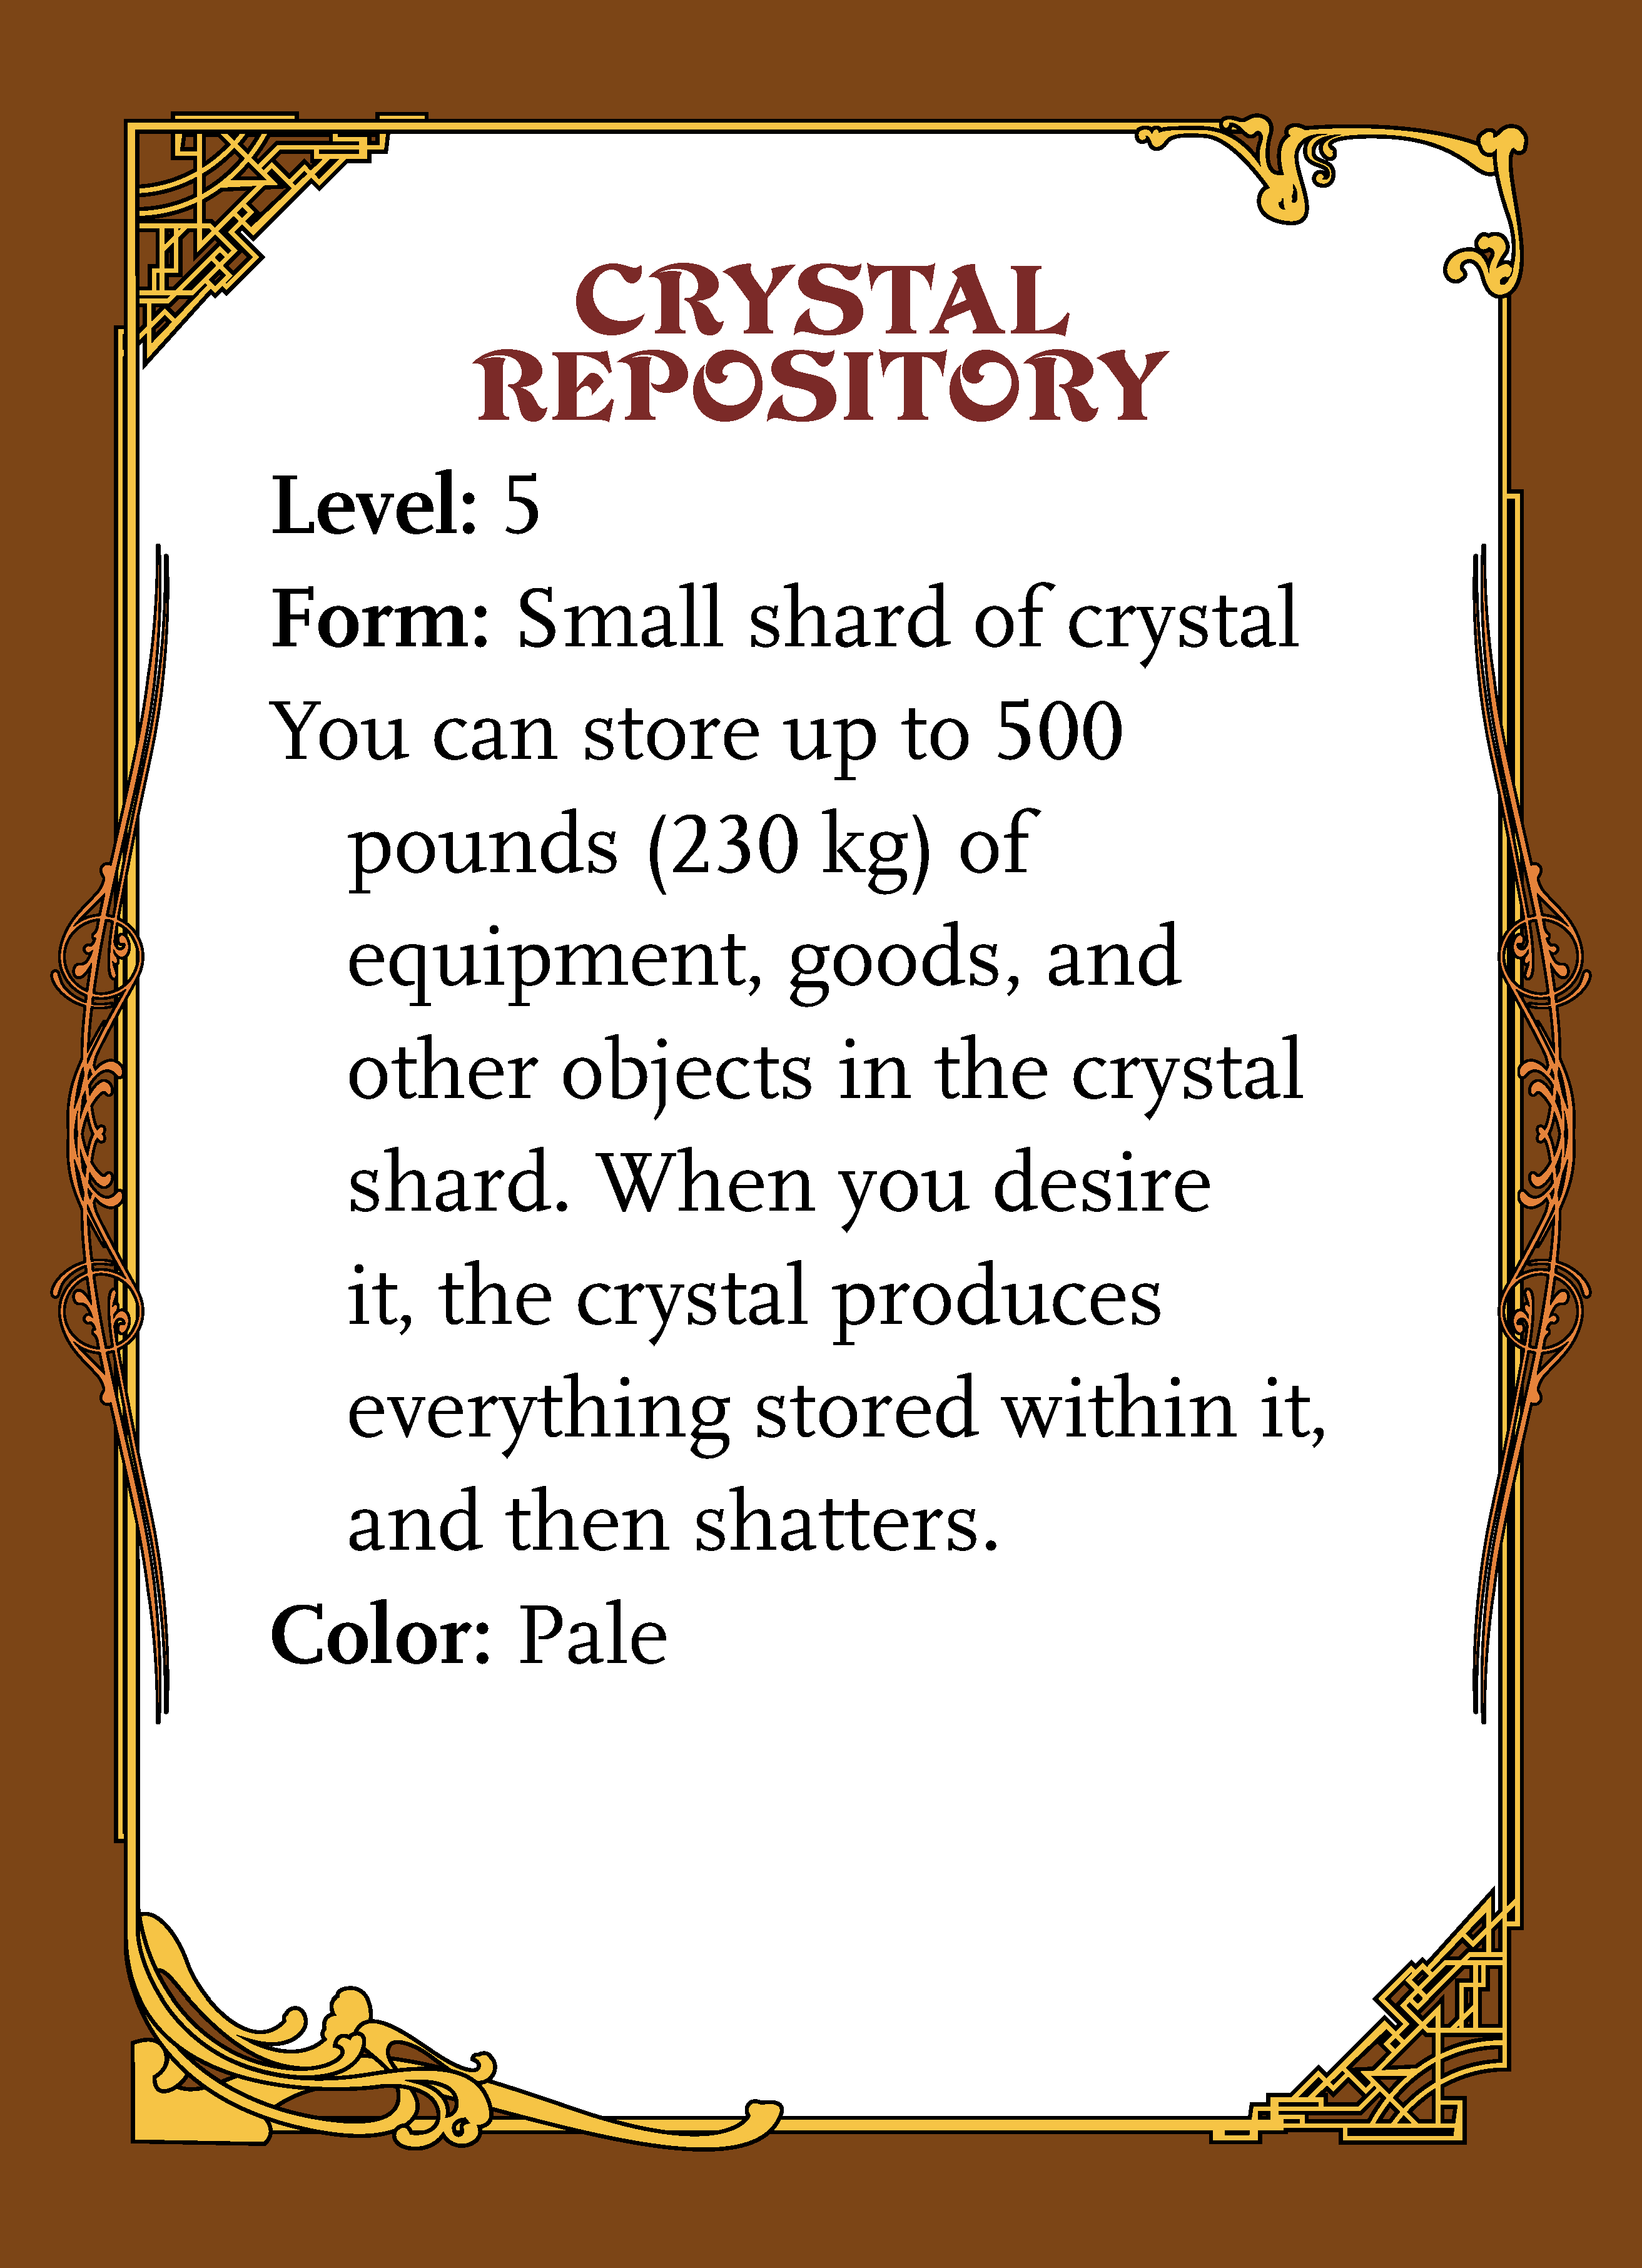 CRYSTAL
REPOSITORY
Level: 5
Form: Small shard of crystal
You can store up to 500
pounds (230 kg) of
equipment, goods, and
other objects in the crystal
shard. When you desire
it, the crystal produces
everything stored within it,
and then shatters.
Color: Pale